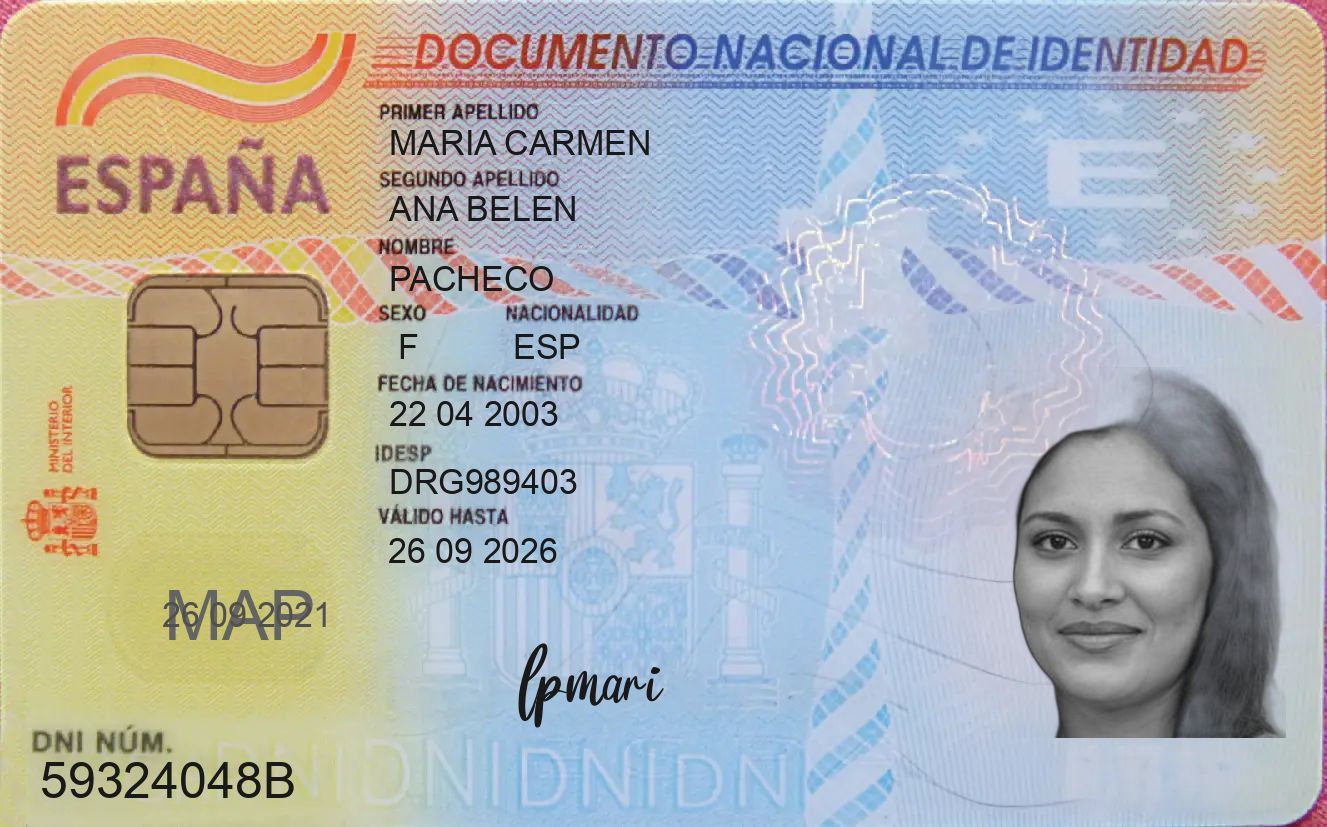 DOCUMENTO NACIONAL DE IDENTIDAD
ESPAÑA
PRIMER APELLIDO
MARIA CARMEN
SEGUNDO APELLIDO
ANA BELEN
NOMBRE
PACHECO
SEXO NACIONALIDAD
F ESP
FECHA DE NACIMIENTO
22 04 2003
IDESP
DRG989403
VÁLIDO HASTA
26 09 2026
MINISTERIO
DEL INTERIOR
MAP
26 09 2021
lpmari
DNI NÚM.
59324048B
DNIDNIDNIDNI
E